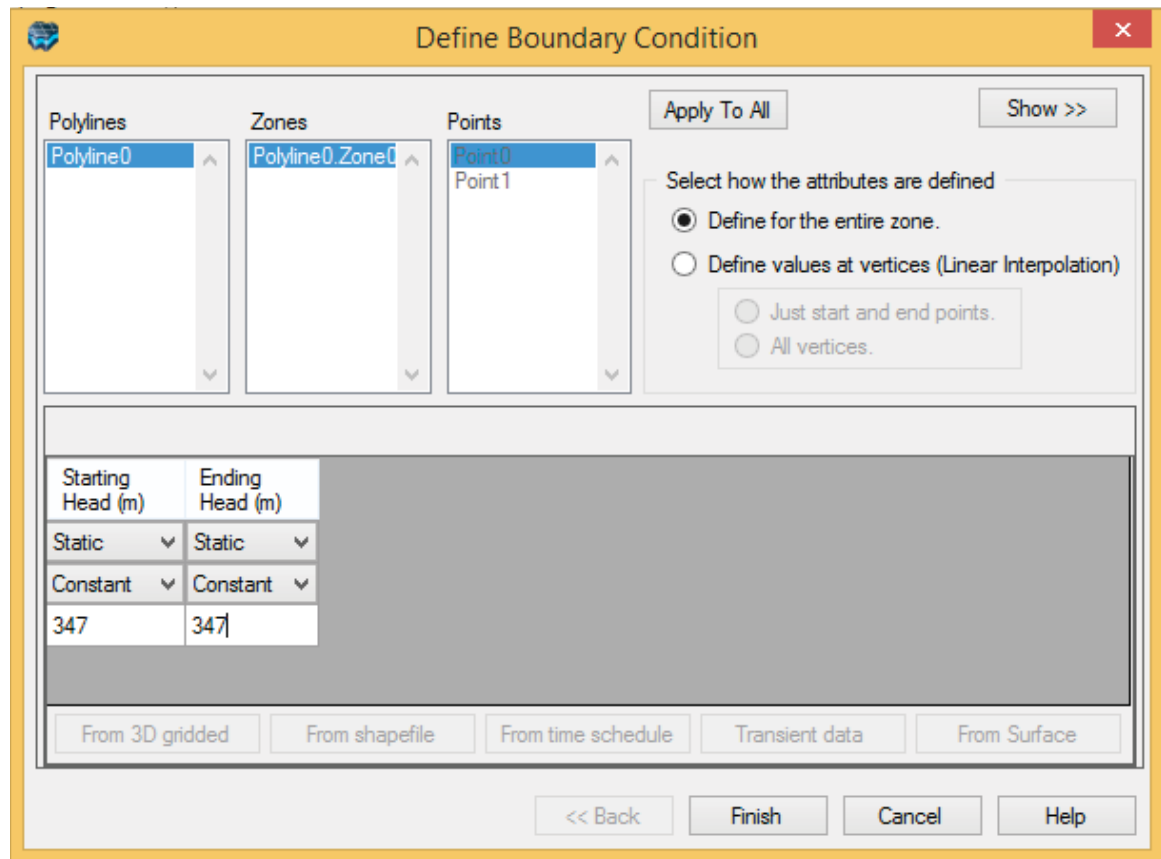 Define Boundary Condition
Polylines
Zones
Points
Apply To All
Show >>
Polyline0
Polyline0.Zone0
Point0
Point1
Select how the attributes are defined
Define for the entire zone.
Define values at vertices (Linear Interpolation)
Just start and end points.
All vertices.
Starting Head (m)
Ending Head (m)
Static
Static
Constant
Constant
347
347
From 3D gridded
From shapefile
From time schedule
Transient data
From Surface
<< Back
Finish
Cancel
Help